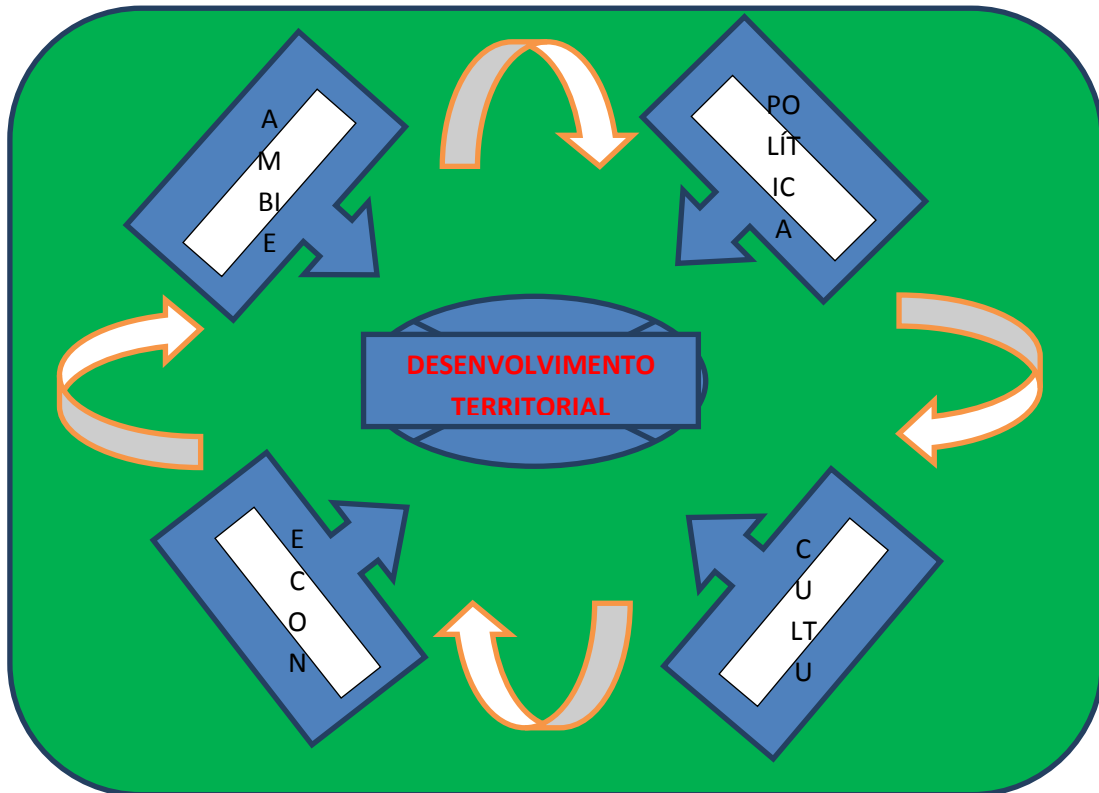 A
M
BI
E
PO
LÍT
IC
A
DESENVOLVIMENTO
TERRITORIAL
E
C
O
N
C
U
LT
U